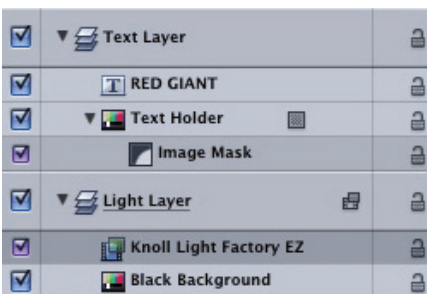 Text Layer
T RED GIANT
Text Holder
Image Mask
Light Layer
Knoll Light Factory EZ
Black Background